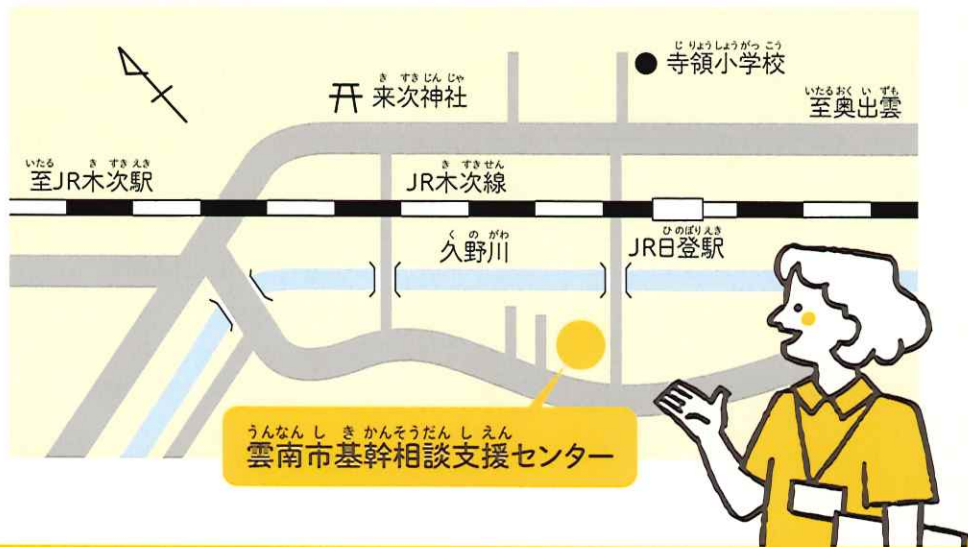 じりょうしょうがっこう
寺領小学校
きすきじんじゃ
来次神社
いたるおくいずも
至奥出雲
いたる きすきえき
至JR木次駅
きすきせん
JR木次線
くのがわ
久野川
ひのぼりえき
JR日登駅
うんなんしきかんそうだんしえん
雲南市基幹相談支援センター